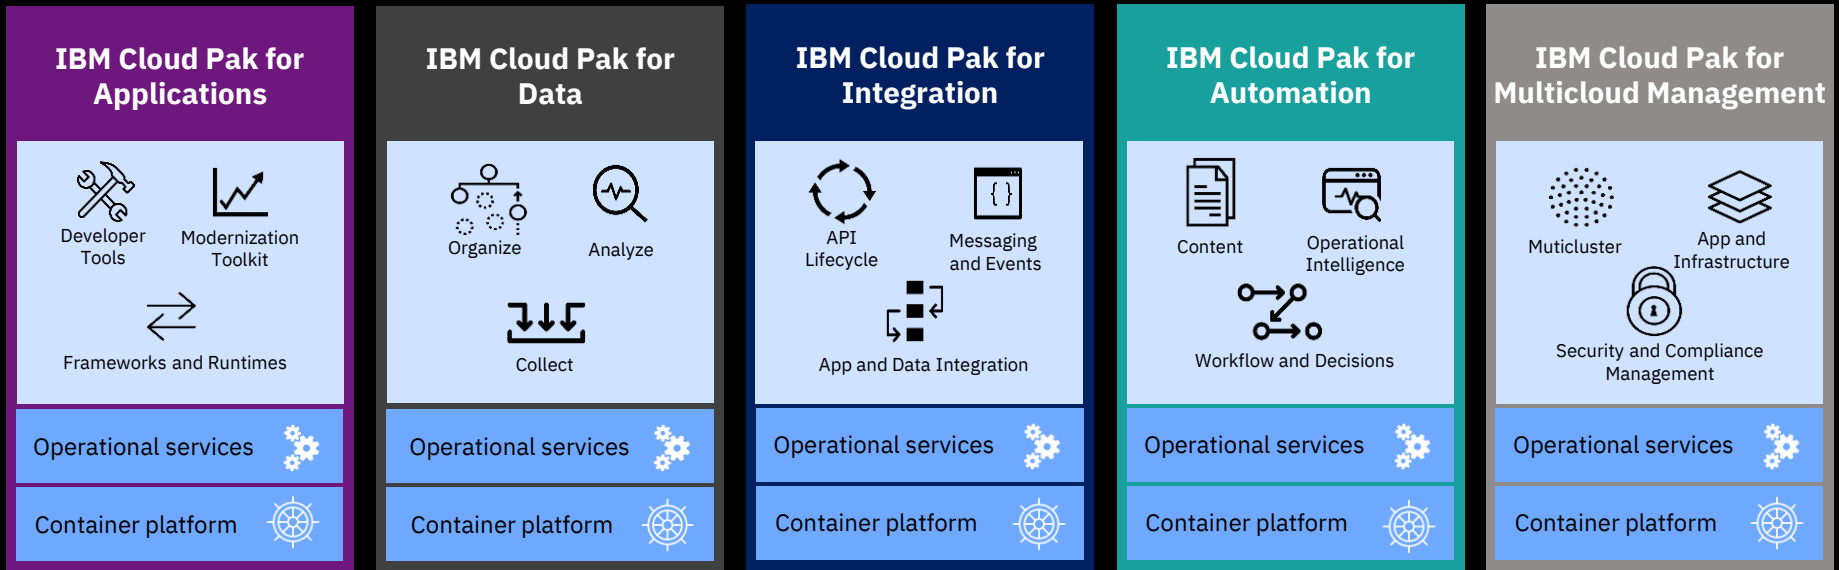 IBM Cloud Pak for
Applications
Developer
Tools
Modernization
Toolkit
Frameworks and Runtimes
Operational services
Container platform
IBM Cloud Pak for
Data
Organize
Analyze
Collect
Operational services
Container platform
IBM Cloud Pak for
Integration
API
Lifecycle
Messaging
and Events
App and Data Integration
Operational services
Container platform
IBM Cloud Pak for
Automation
Content
Operational
Intelligence
Workflow and Decisions
Operational services
Container platform
IBM Cloud Pak for
Multicloud Management
Muticluster
App and
Infrastructure
Security and Compliance
Management
Operational services
Container platform